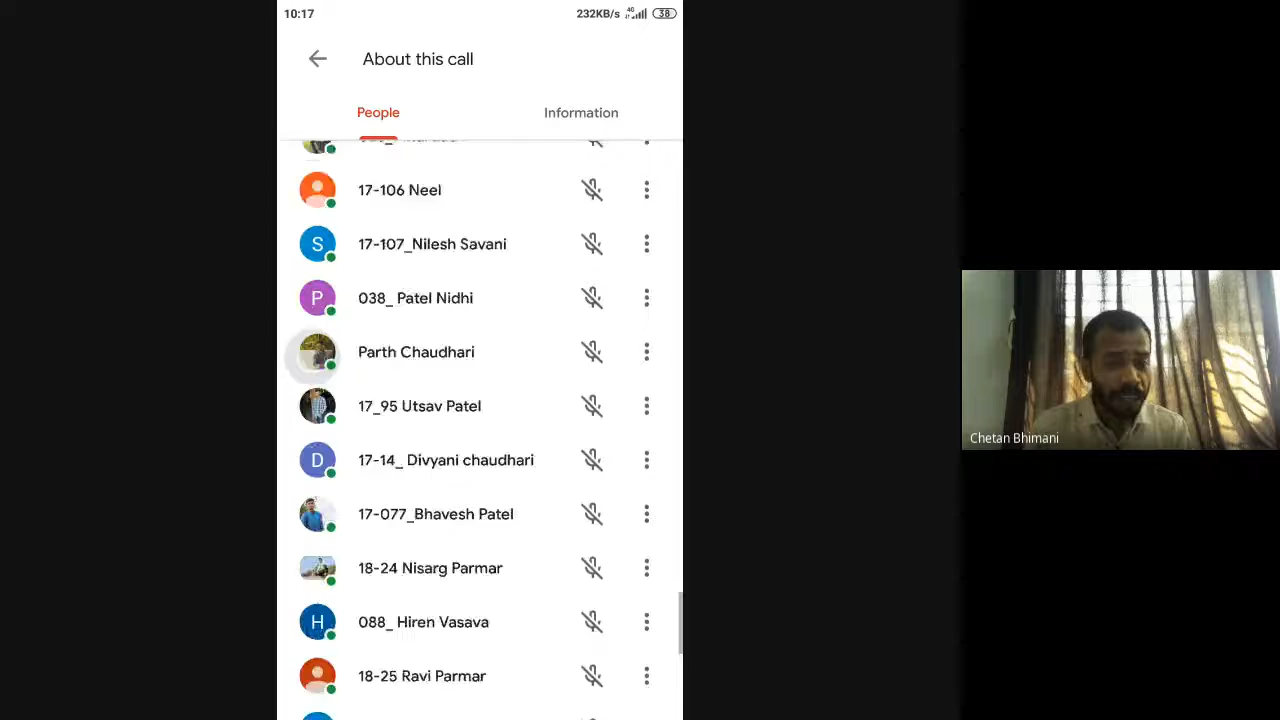 10:17
232KB/s 4G 38
About this call
People
Information
17-106 Neel
S
17-107_Nilesh Savani
P
038_ Patel Nidhi
Parth Chaudhari
17_95 Utsav Patel
D
17-14_ Divyani chaudhari
17-077_Bhavesh Patel
18-24 Nisarg Parmar
H
088_ Hiren Vasava
18-25 Ravi Parmar
Chetan Bhimani